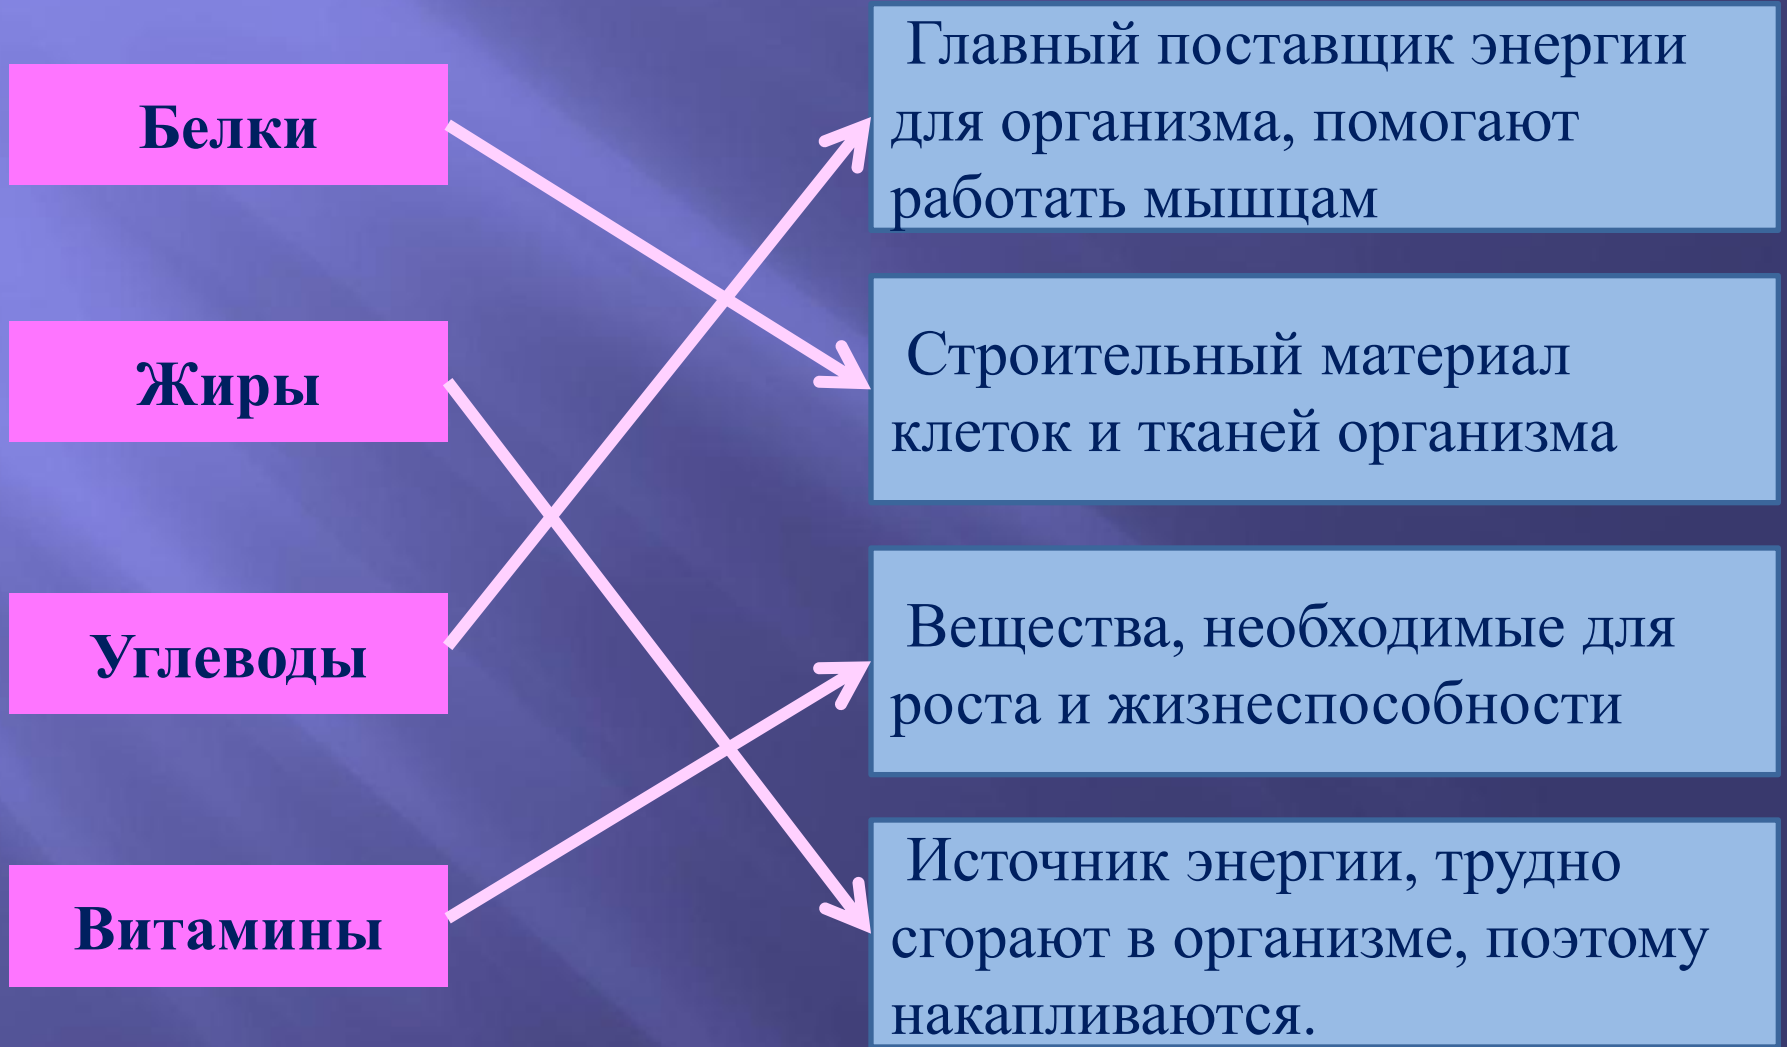 Белки
Жиры
Углеводы
Витамины
Главный поставщик энергии
для организма, помогают
работать мышцам
Строительный материал
клеток и тканей организма
Вещества, необходимые для
роста и жизнеспособности
Источник энергии, трудно
сгорают в организме, поэтому
накапливаются.